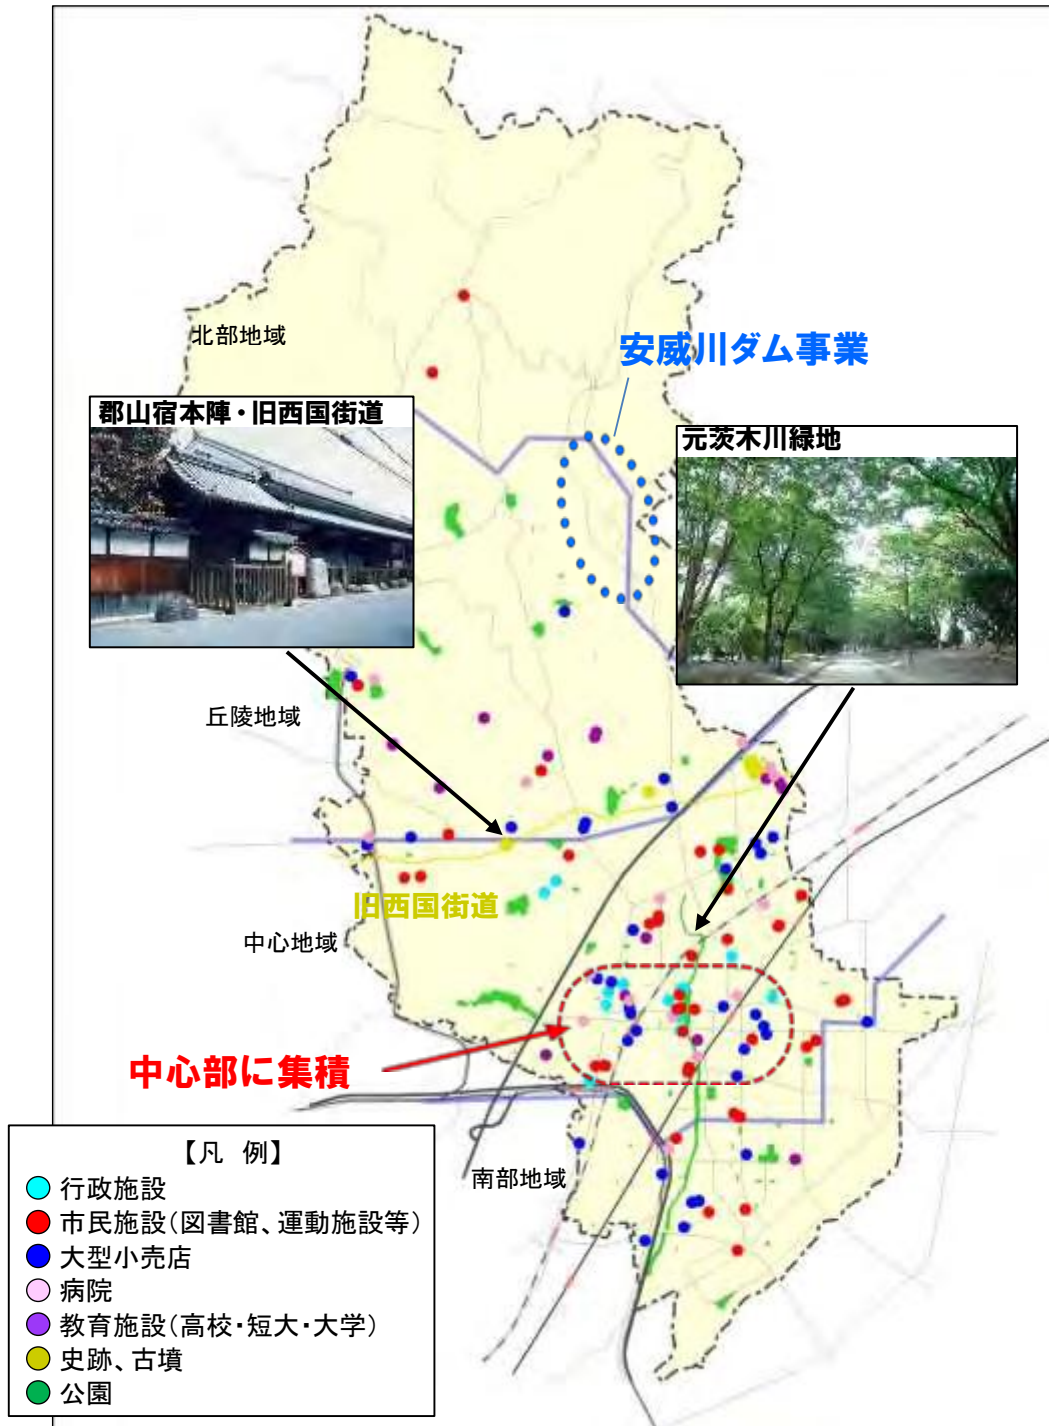 北部地域
安威川ダム事業
郡山宿本陣・旧西国街道
元茨木川緑地
丘陵地域
旧西国街道
中心地域
中心部に集積
南部地域
【凡 例】
行政施設
市民施設(図書館、運動施設等)
大型小売店
病院
教育施設(高校・短大・大学)
史跡、古墳
公園